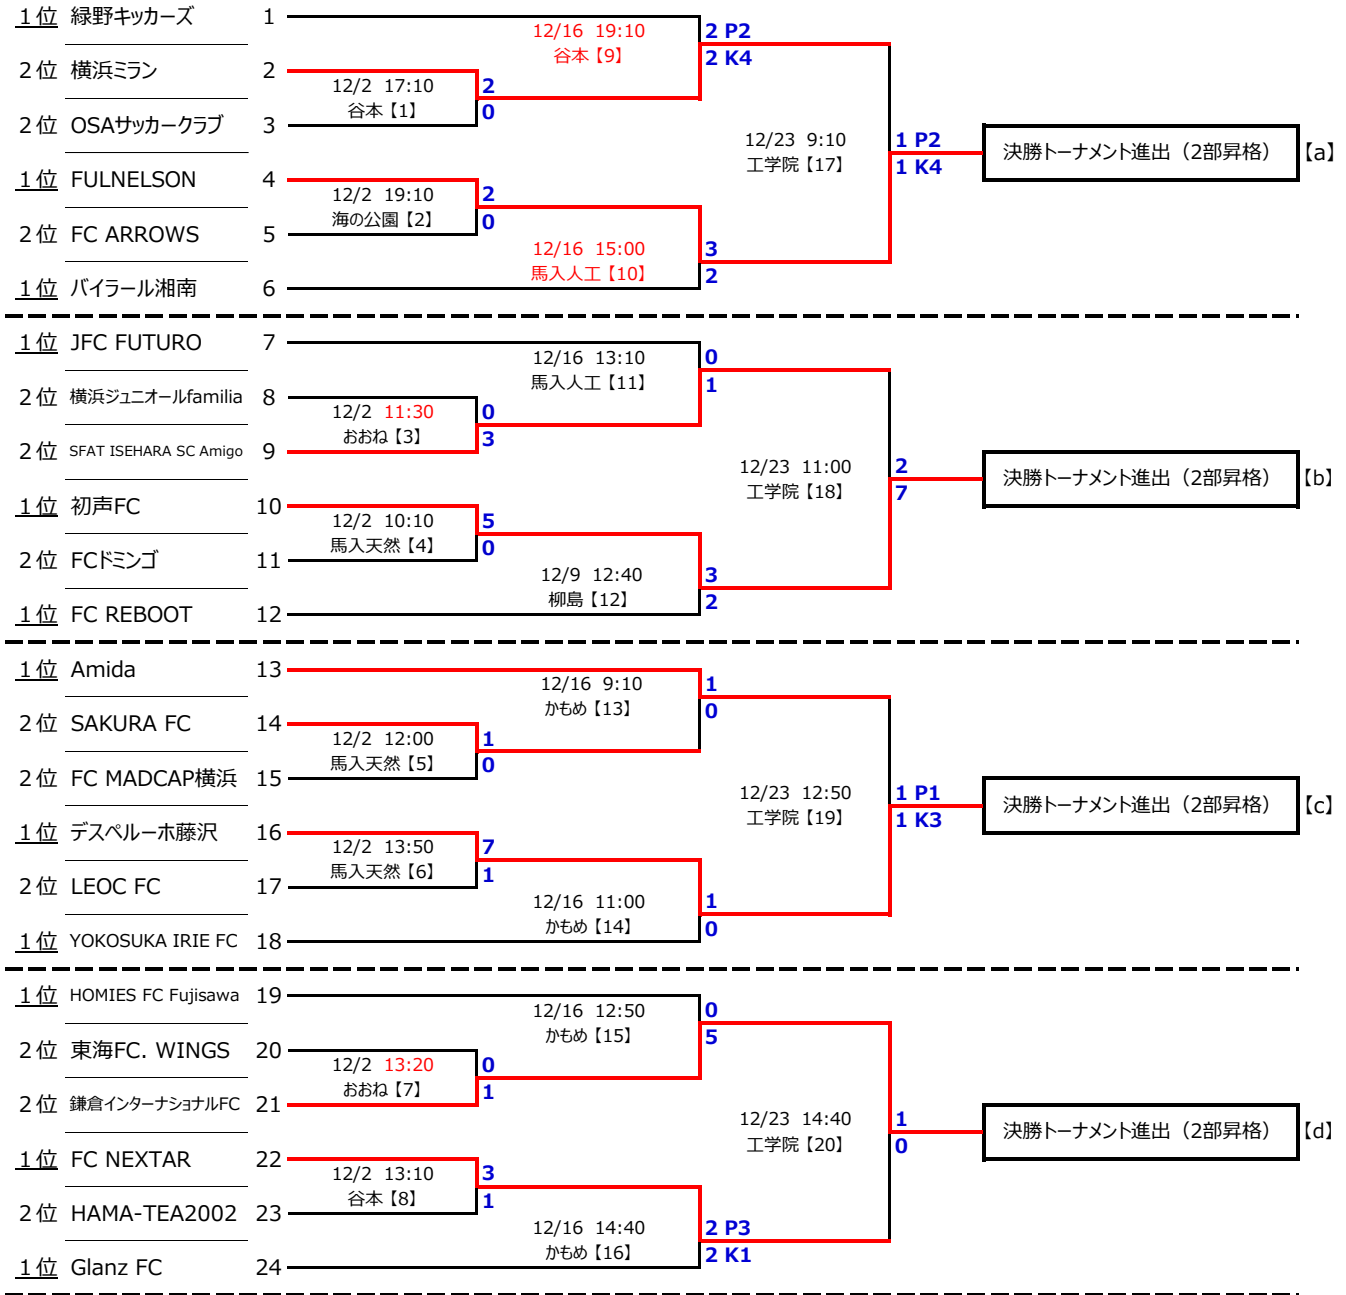 １位 緑野キッカーズ 1
12/16 19:10 2 P2
谷本【9】 2 K4
２位 横浜ミラン 2
12/2 17:10 2
谷本【1】 0
２位 OSAサッカークラブ 3
12/23 9:10 1 P2
工学院【17】 1 K4
決勝トーナメント進出（2部昇格） 【a】
１位 FULNELSON 4
12/2 19:10 2
海の公園【2】 0
２位 FC ARROWS 5
12/16 15:00 3
馬入人工【10】 2
１位 バイラール湘南 6
１位 JFC FUTURO 7
12/16 13:10 0
馬入人工【11】 1
２位 横浜ジュニオールfamilia 8
12/2 11:30 0
おおね【3】 3
２位 SFAT ISEHARA SC Amigo 9
12/23 11:00 2
工学院【18】 7
決勝トーナメント進出（2部昇格） 【b】
１位 初声FC 10
12/2 10:10 5
馬入天然【4】 0
２位 FCドミンゴ 11
12/9 12:40 3
柳島【12】 2
１位 FC REBOOT 12
１位 Amida 13
12/16 9:10 1
かもめ【13】 0
２位 SAKURA FC 14
12/2 12:00 1
馬入天然【5】 0
２位 FC MADCAP横浜 15
12/23 12:50 1 P1
工学院【19】 1 K3
決勝トーナメント進出（2部昇格） 【c】
１位 デスペルーホ藤沢 16
12/2 13:50 7
馬入天然【6】 1
２位 LEOC FC 17
12/16 11:00 1
かもめ【14】 0
１位 YOKOSUKA IRIE FC 18
１位 HOMIES FC Fujisawa 19
12/16 12:50 0
かもめ【15】 5
２位 東海FC. WINGS 20
12/2 13:20 0
おおね【7】 1
２位 鎌倉インターナショナルFC 21
12/23 14:40 1
工学院【20】 0
決勝トーナメント進出（2部昇格） 【d】
１位 FC NEXTAR 22
12/2 13:10 3
谷本【8】 1
２位 HAMA-TEA2002 23
12/16 14:40 2 P3
かもめ【16】 2 K1
１位 Glanz FC 24